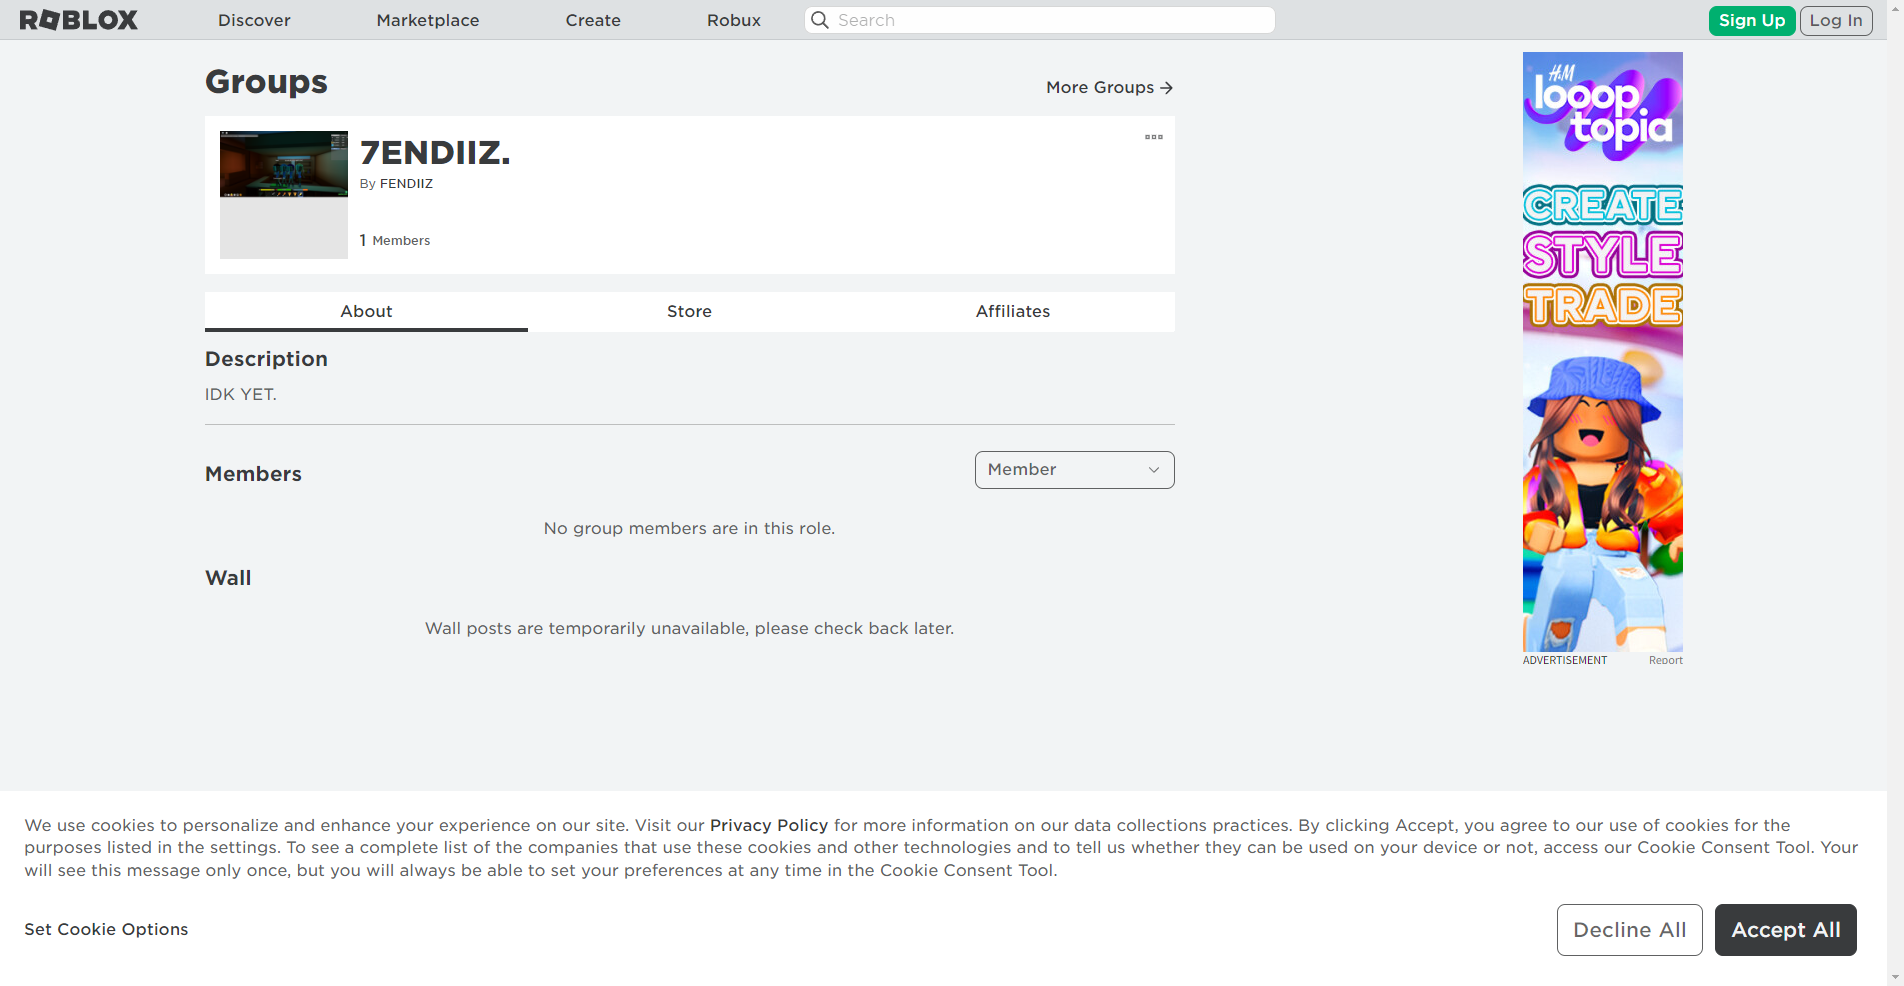 ROBLOX
Discover
Marketplace
Create
Robux
Search
Sign Up
Log In
Groups
More Groups
7ENDIIZ.
By FENDIIZ
1 Members
About
Store
Affiliates
Description
IDK YET.
Members
Member
No group members are in this role.
Wall
Wall posts are temporarily unavailable, please check back later.
H&M
looop
topia
CREATE
STYLE
TRADE
ADVERTISEMENT
Report
We use cookies to personalize and enhance your experience on our site. Visit our Privacy Policy for more information on our data collections practices. By clicking Accept, you agree to our use of cookies for the
purposes listed in the settings. To see a complete list of the companies that use these cookies and other technologies and to tell us whether they can be used on your device or not, access our Cookie Consent Tool. Your
will see this message only once, but you will always be able to set your preferences at any time in the Cookie Consent Tool.
Set Cookie Options
Decline All
Accept All